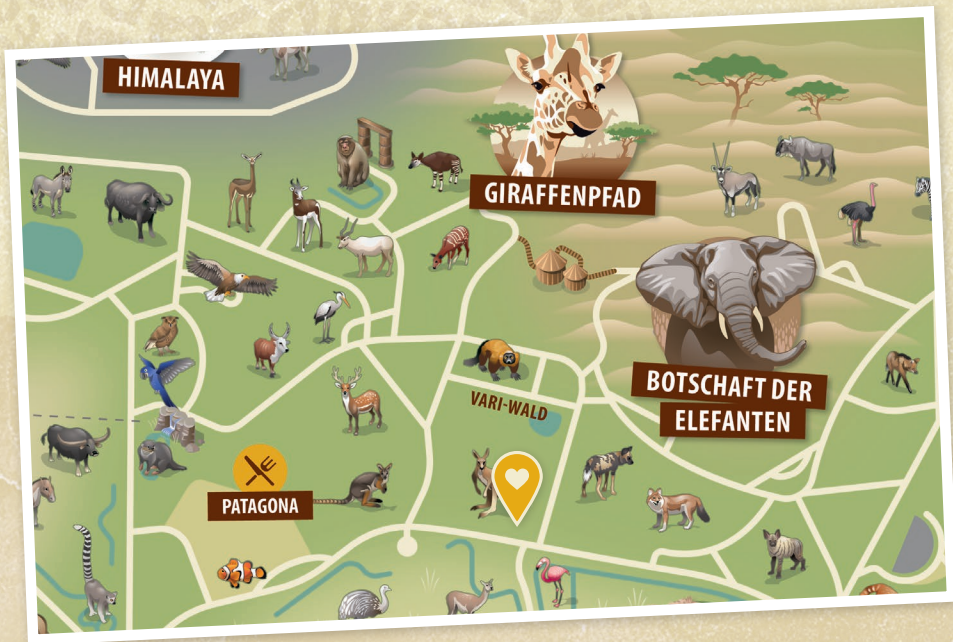 HIMALAYA
GIRAFFENPFAD
BOTSCHAFT DER
ELEFANTEN
VARI-WALD
PATAGONA